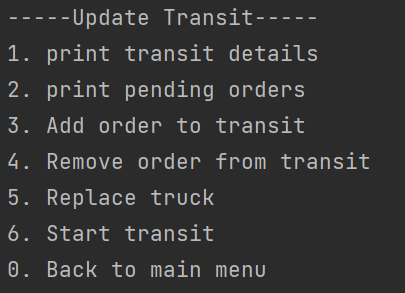 -----Update Transit-----
1. print transit details
2. print pending orders
3. Add order to transit
4. Remove order from transit
5. Replace truck
6. Start transit
0. Back to main menu